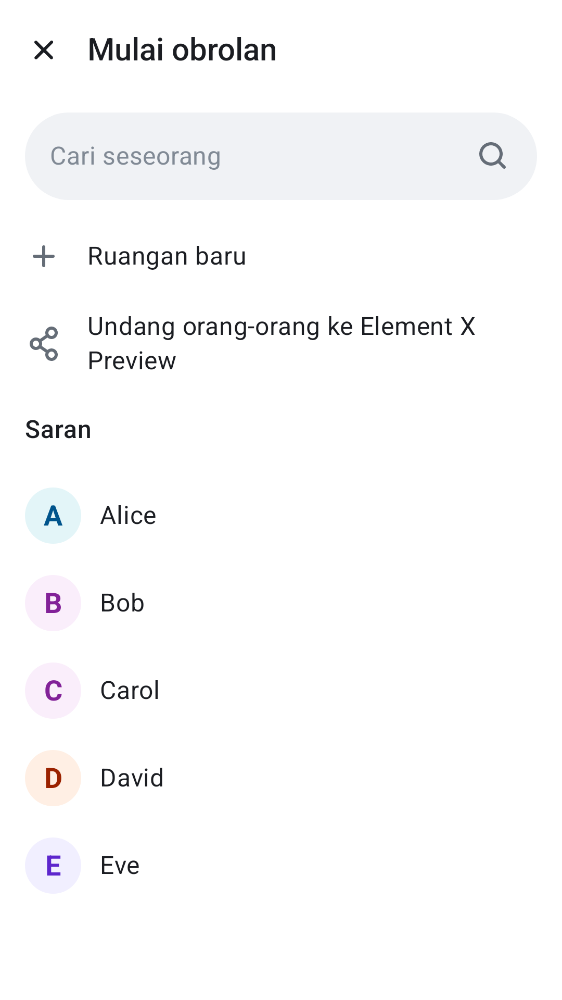 Mulai obrolan
Cari seseorang
Ruangan baru
Undang orang-orang ke Element X
Preview
Saran
A Alice
B Bob
C Carol
D David
E Eve